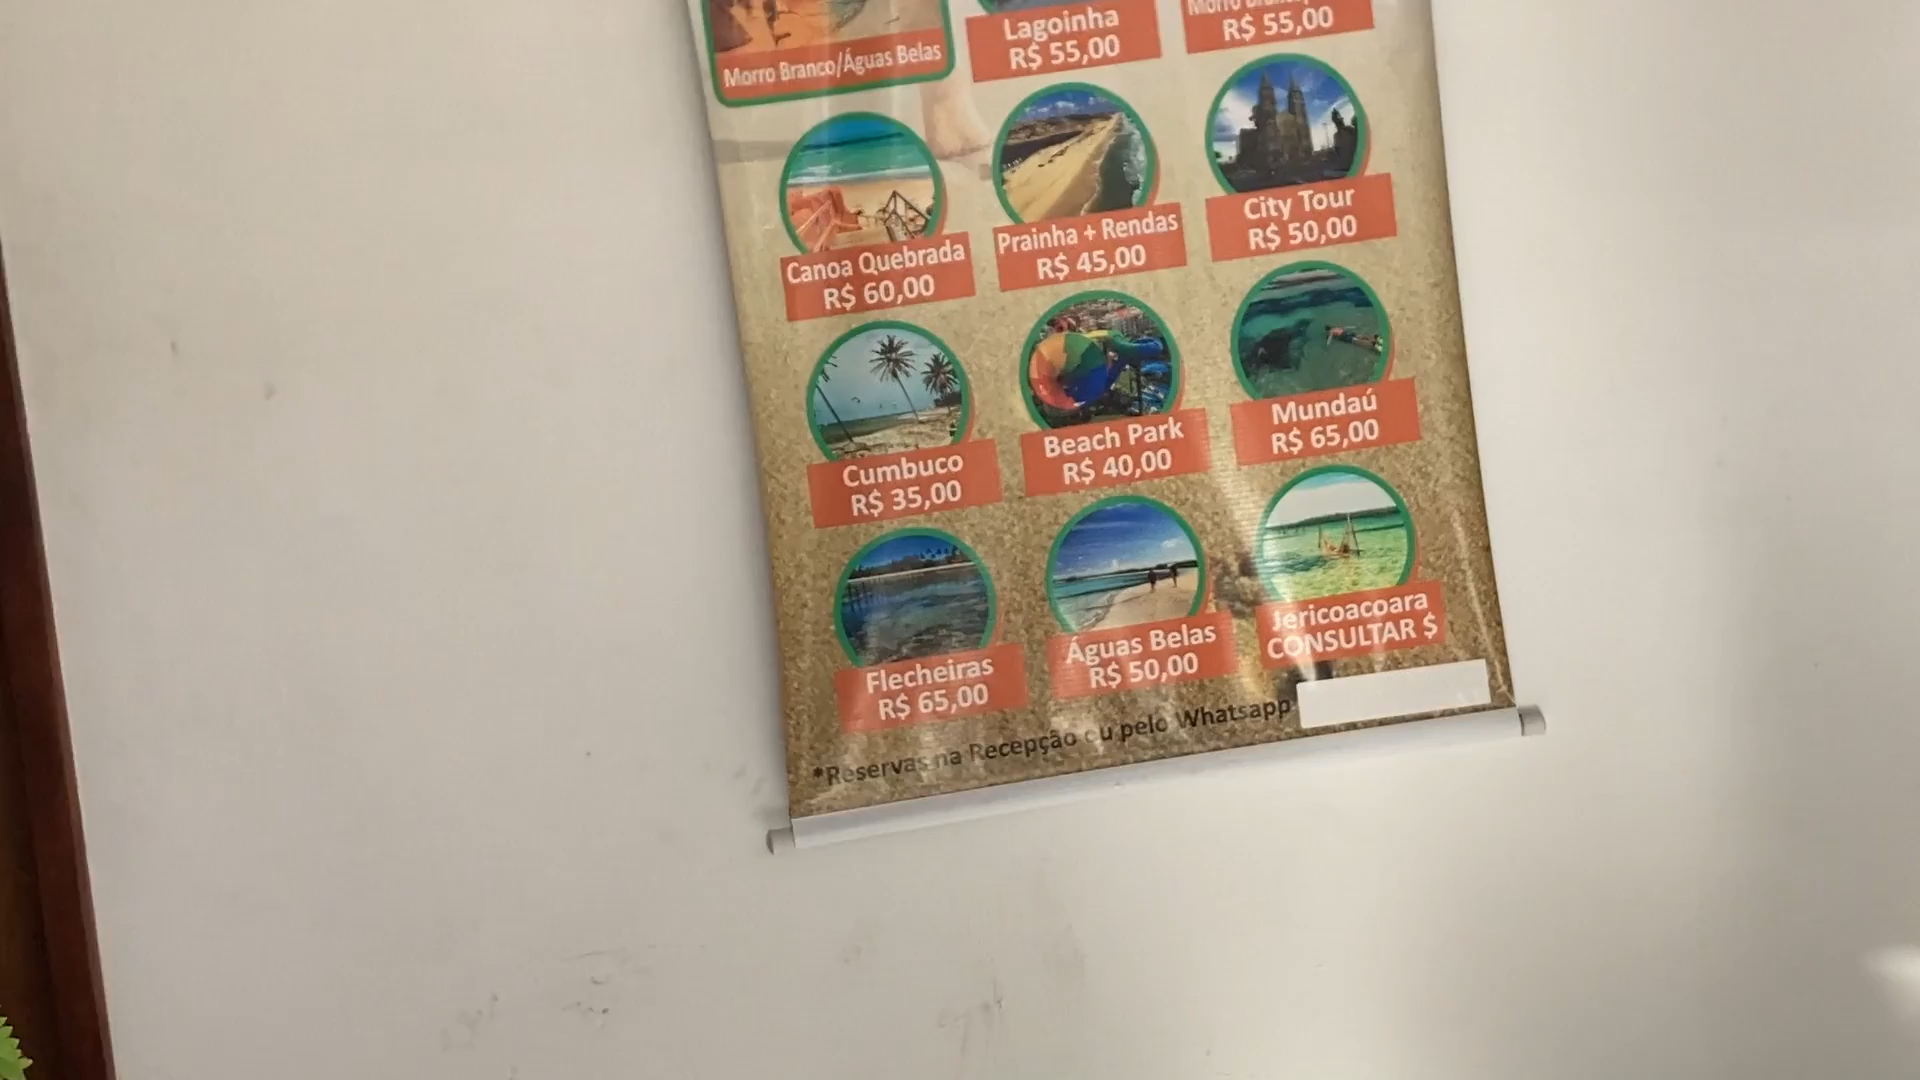 Morro Branco/Águas Belas
Lagoinha
R$ 55,00
Morro
R$ 55,00
Canoa Quebrada
R$ 60,00
Prainha + Rendas
R$ 45,00
City Tour
R$ 50,00
Cumbuco
R$ 35,00
Beach Park
R$ 40,00
Mundaú
R$ 65,00
Flecheiras
R$ 65,00
Águas Belas
R$ 50,00
Jericoacoara
CONSULTAR $
*Reservas na Recepção ou pelo Whatsapp